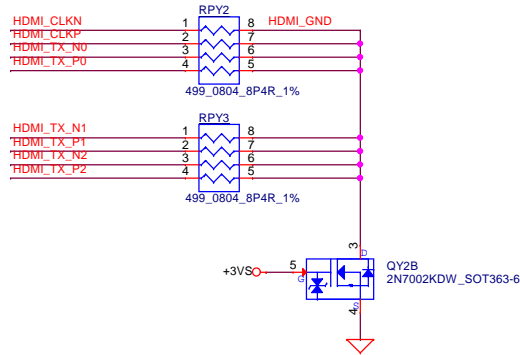 RPY2
HDMI_CLKN 1 8 HDMI_GND
HDMI_CLKP 2 7
HDMI_TX_N0 3 6
HDMI_TX_P0 4 5
499_0804_8P4R_1%
RPY3
HDMI_TX_N1 1 8
HDMI_TX_P1 2 7
HDMI_TX_N2 3 6
HDMI_TX_P2 4 5
499_0804_8P4R_1%
3 D
+3VS 5 G QY2B
2N7002KDW_SOT363-6
4 S